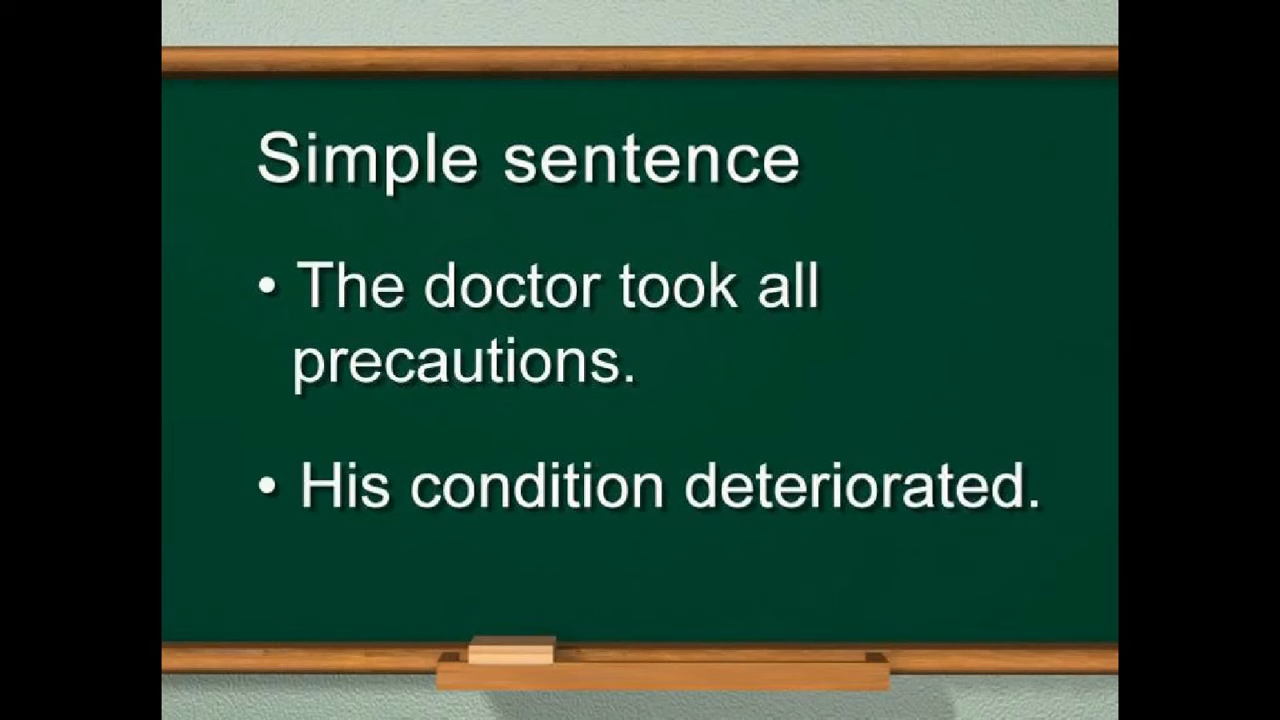 Simple sentence
• The doctor took all
precautions.
• His condition deteriorated.